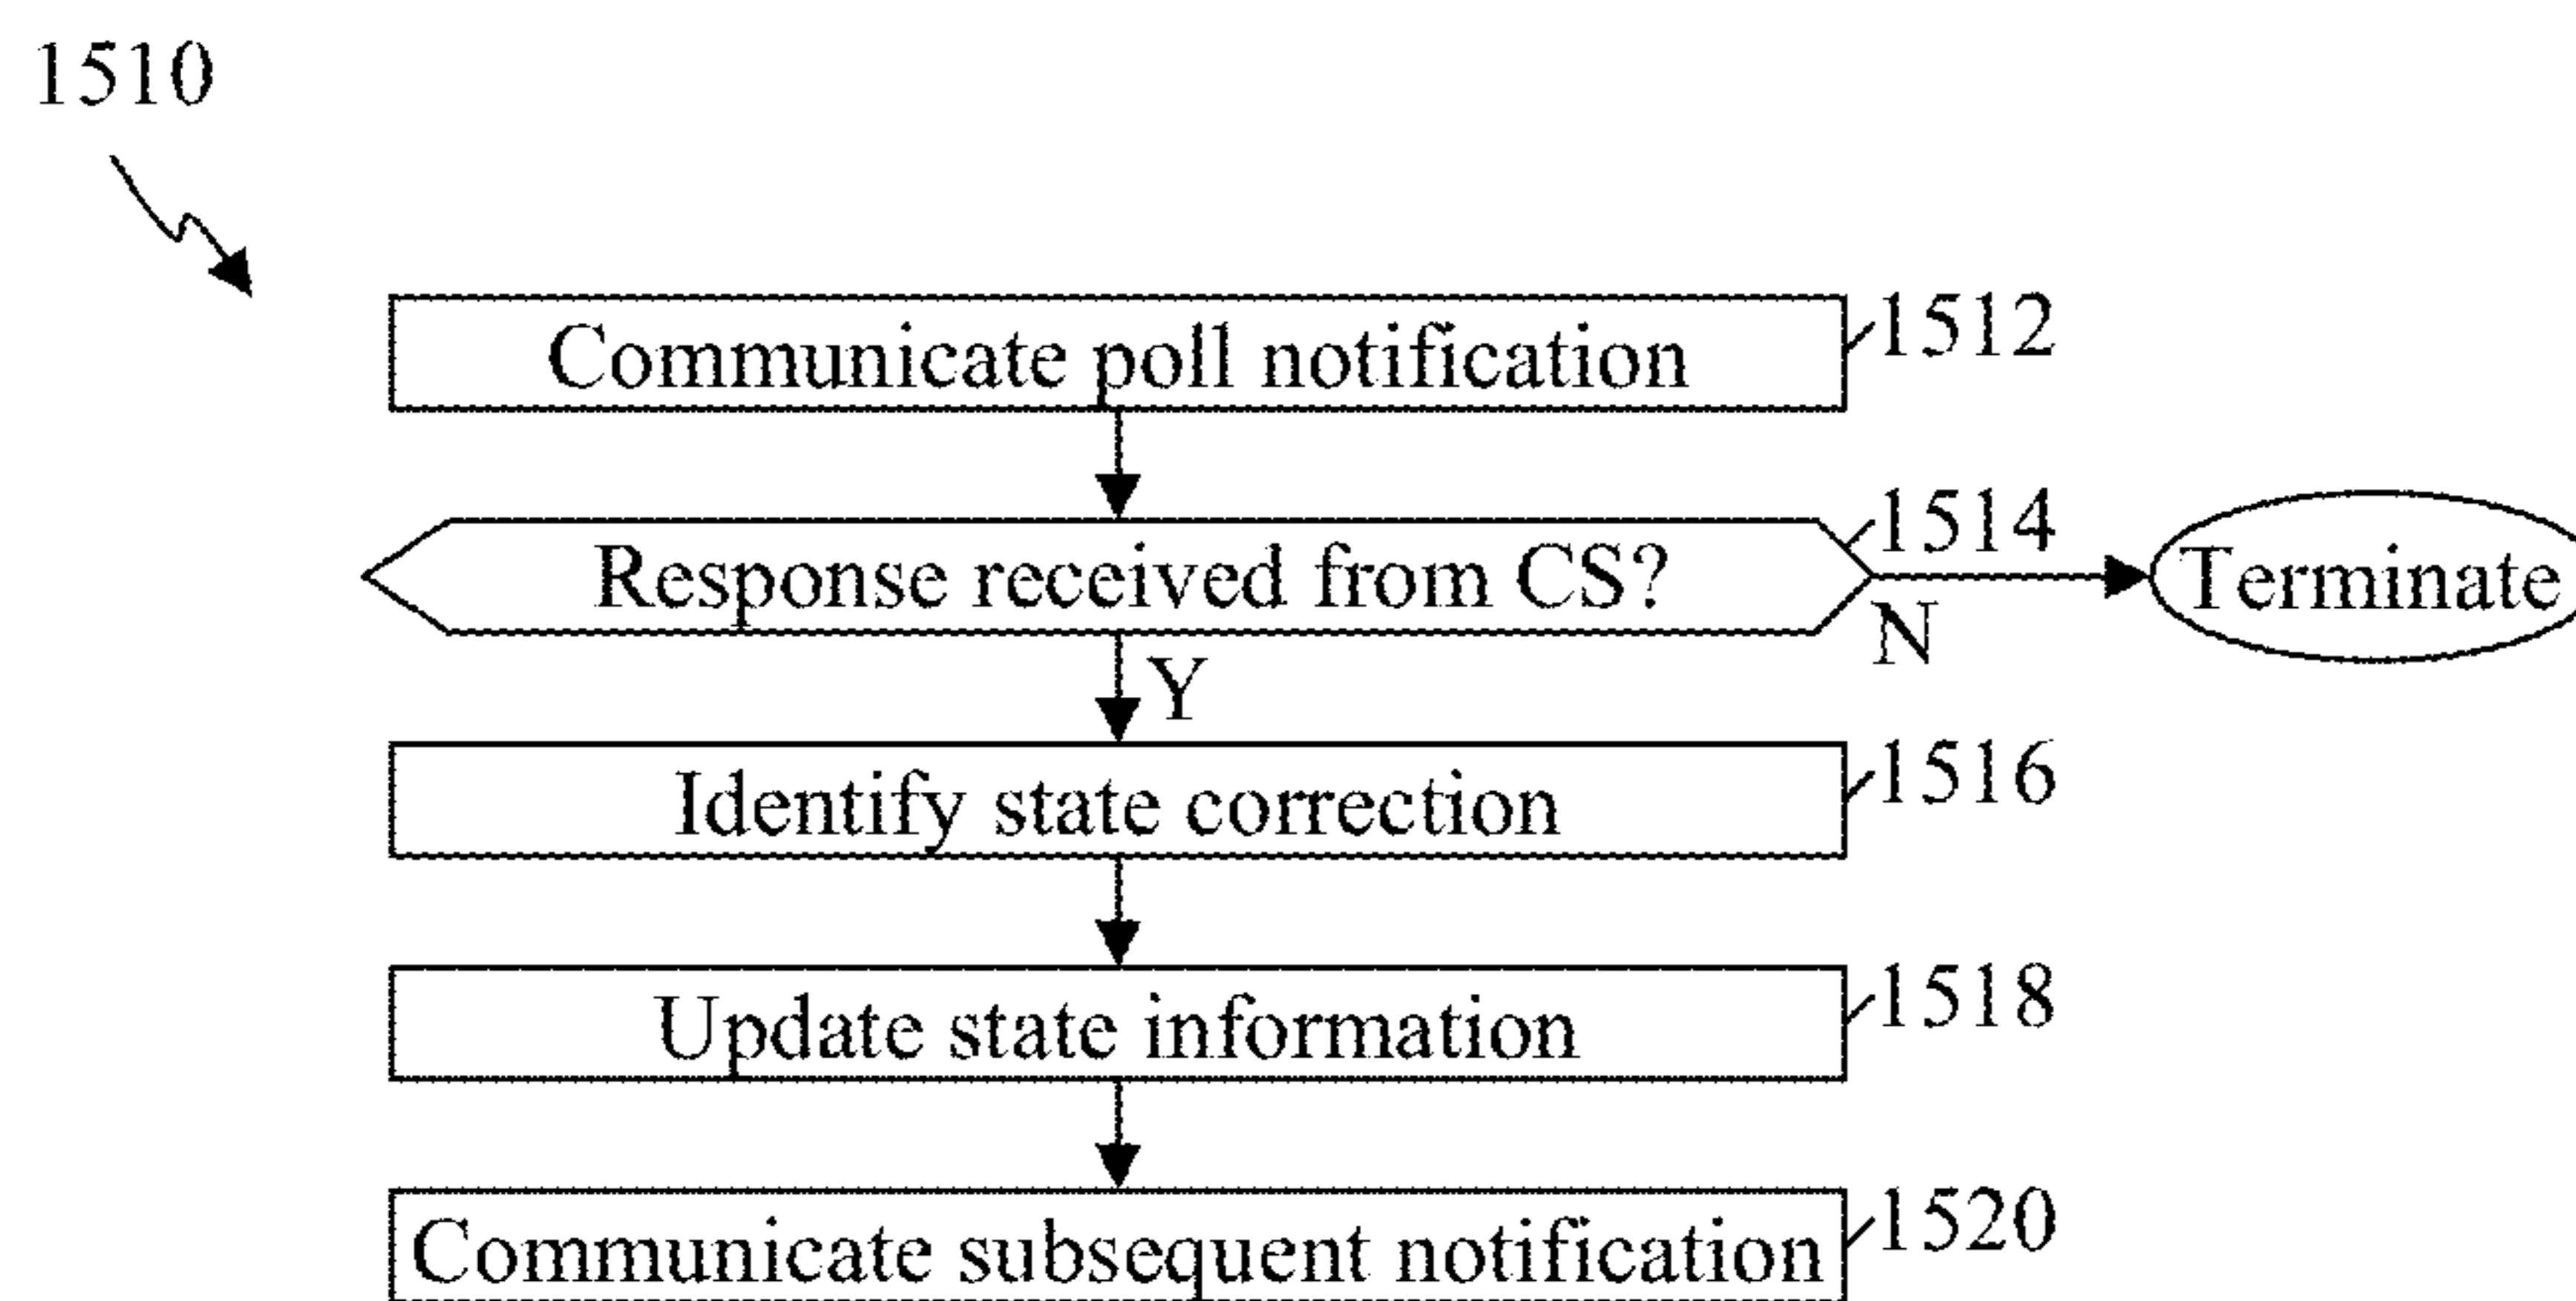 1510
Communicate poll notification
1512
Response received from CS?
1514
Terminate
N
Y
Identify state correction
1516
Update state information
1518
Communicate subsequent notification
1520